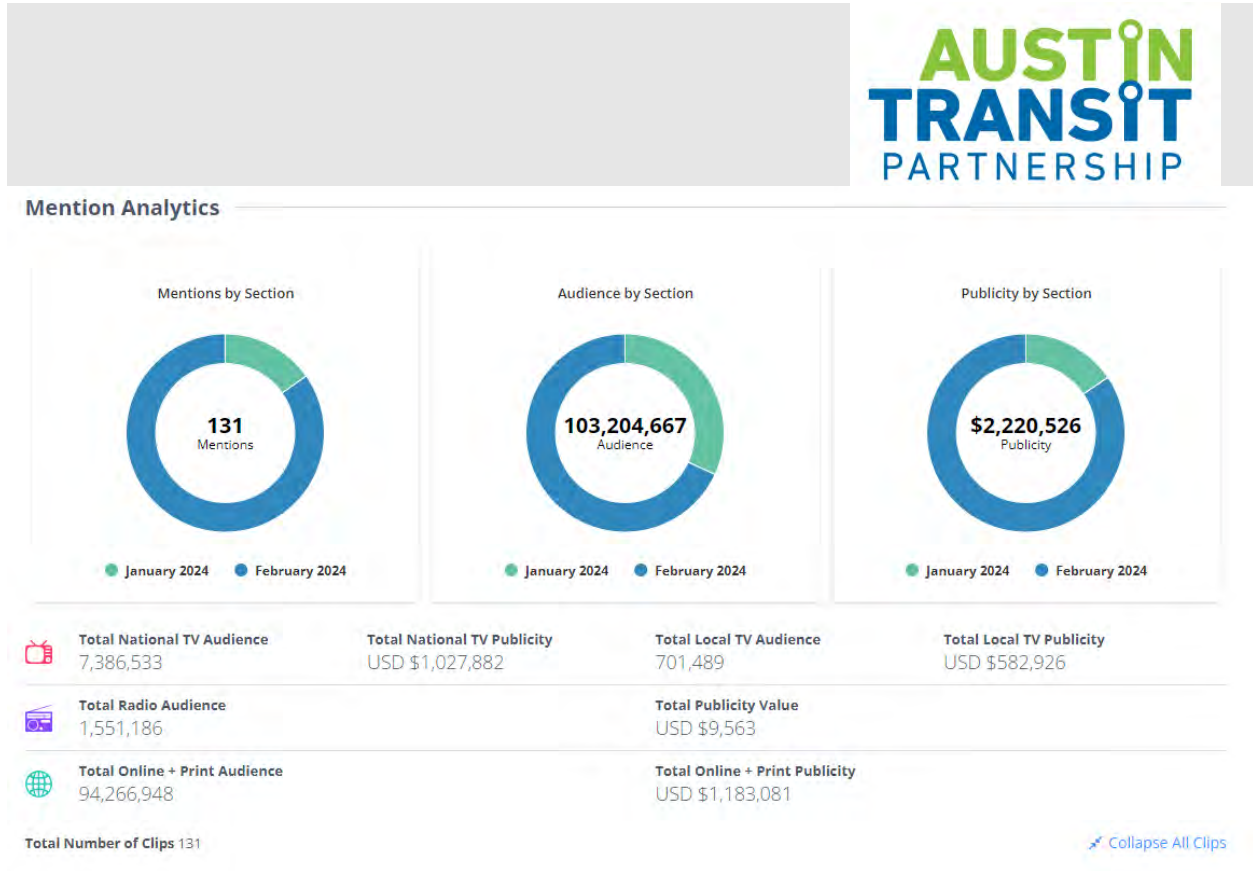 AUSTIN
TRANSIT
PARTNERSHIP
Mention Analytics
Mentions by Section
131
Mentions
January 2024 February 2024
Audience by Section
103,204,667
Audience
January 2024 February 2024
Publicity by Section
$2,220,526
Publicity
January 2024 February 2024
Total National TV Audience Total National TV Publicity Total Local TV Audience Total Local TV Publicity
7,386,533 USD $1,027,882 701,489 USD $582,926
Total Radio Audience Total Publicity Value
1,551,186 USD $9,563
Total Online + Print Audience Total Online + Print Publicity
94,266,948 USD $1,183,081
Total Number of Clips 131 Collapse All Clips